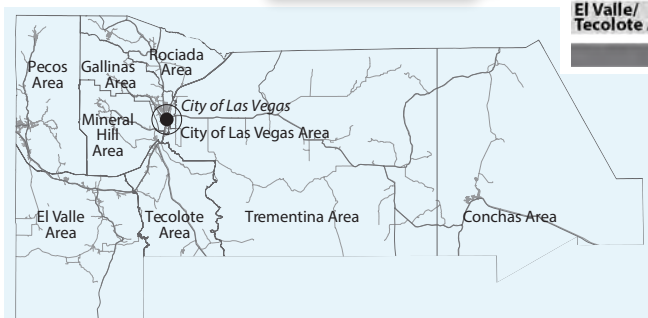 El Valle/
Tecolote
Rociada
Area
Pecos
Area
Gallinas
Area
City of Las Vegas
Mineral
Hill
Area
City of Las Vegas Area
El Valle
Area
Tecolote
Area
Trementina Area
Conchas Area